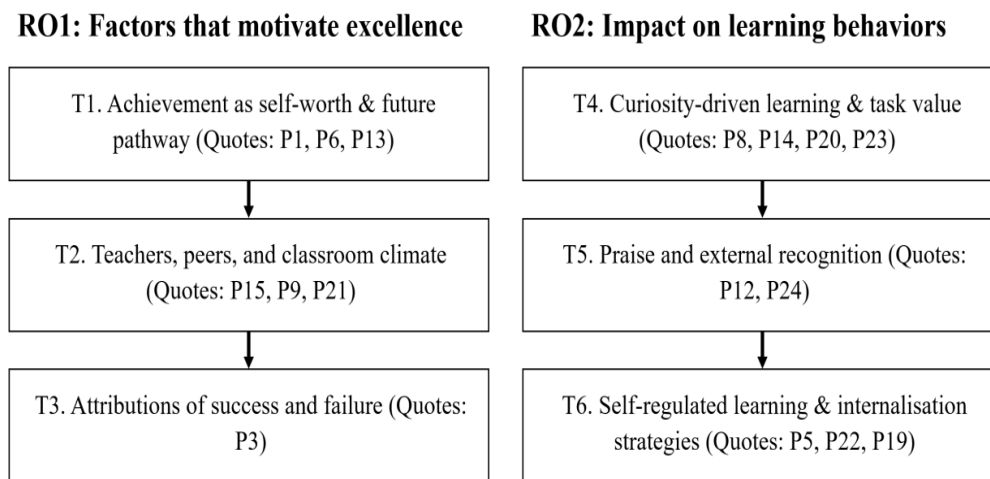 RO1: Factors that motivate excellence
T1. Achievement as self-worth & future
pathway (Quotes: P1, P6, P13)
T2. Teachers, peers, and classroom climate
(Quotes: P15, P9, P21)
T3. Attributions of success and failure (Quotes:
P3)
RO2: Impact on learning behaviors
T4. Curiosity-driven learning & task value
(Quotes: P8, P14, P20, P23)
T5. Praise and external recognition (Quotes:
P12, P24)
T6. Self-regulated learning & internalisation
strategies (Quotes: P5, P22, P19)